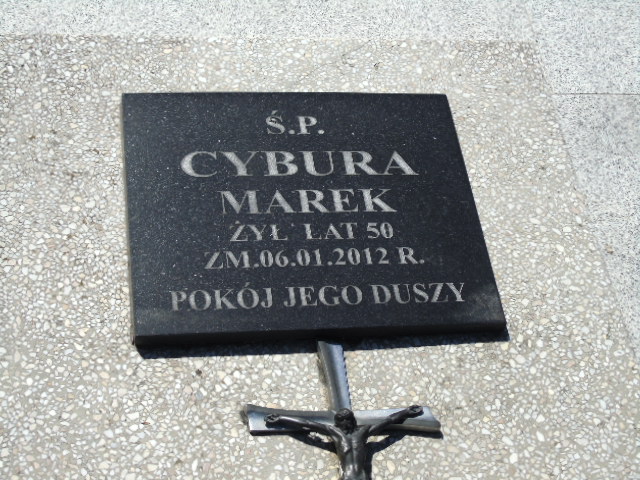 Ś.P.
CYBURA
MAREK
ŻYŁ LAT 50
ZM.06.01.2012 R.
POKÓJ JEGO DUSZY